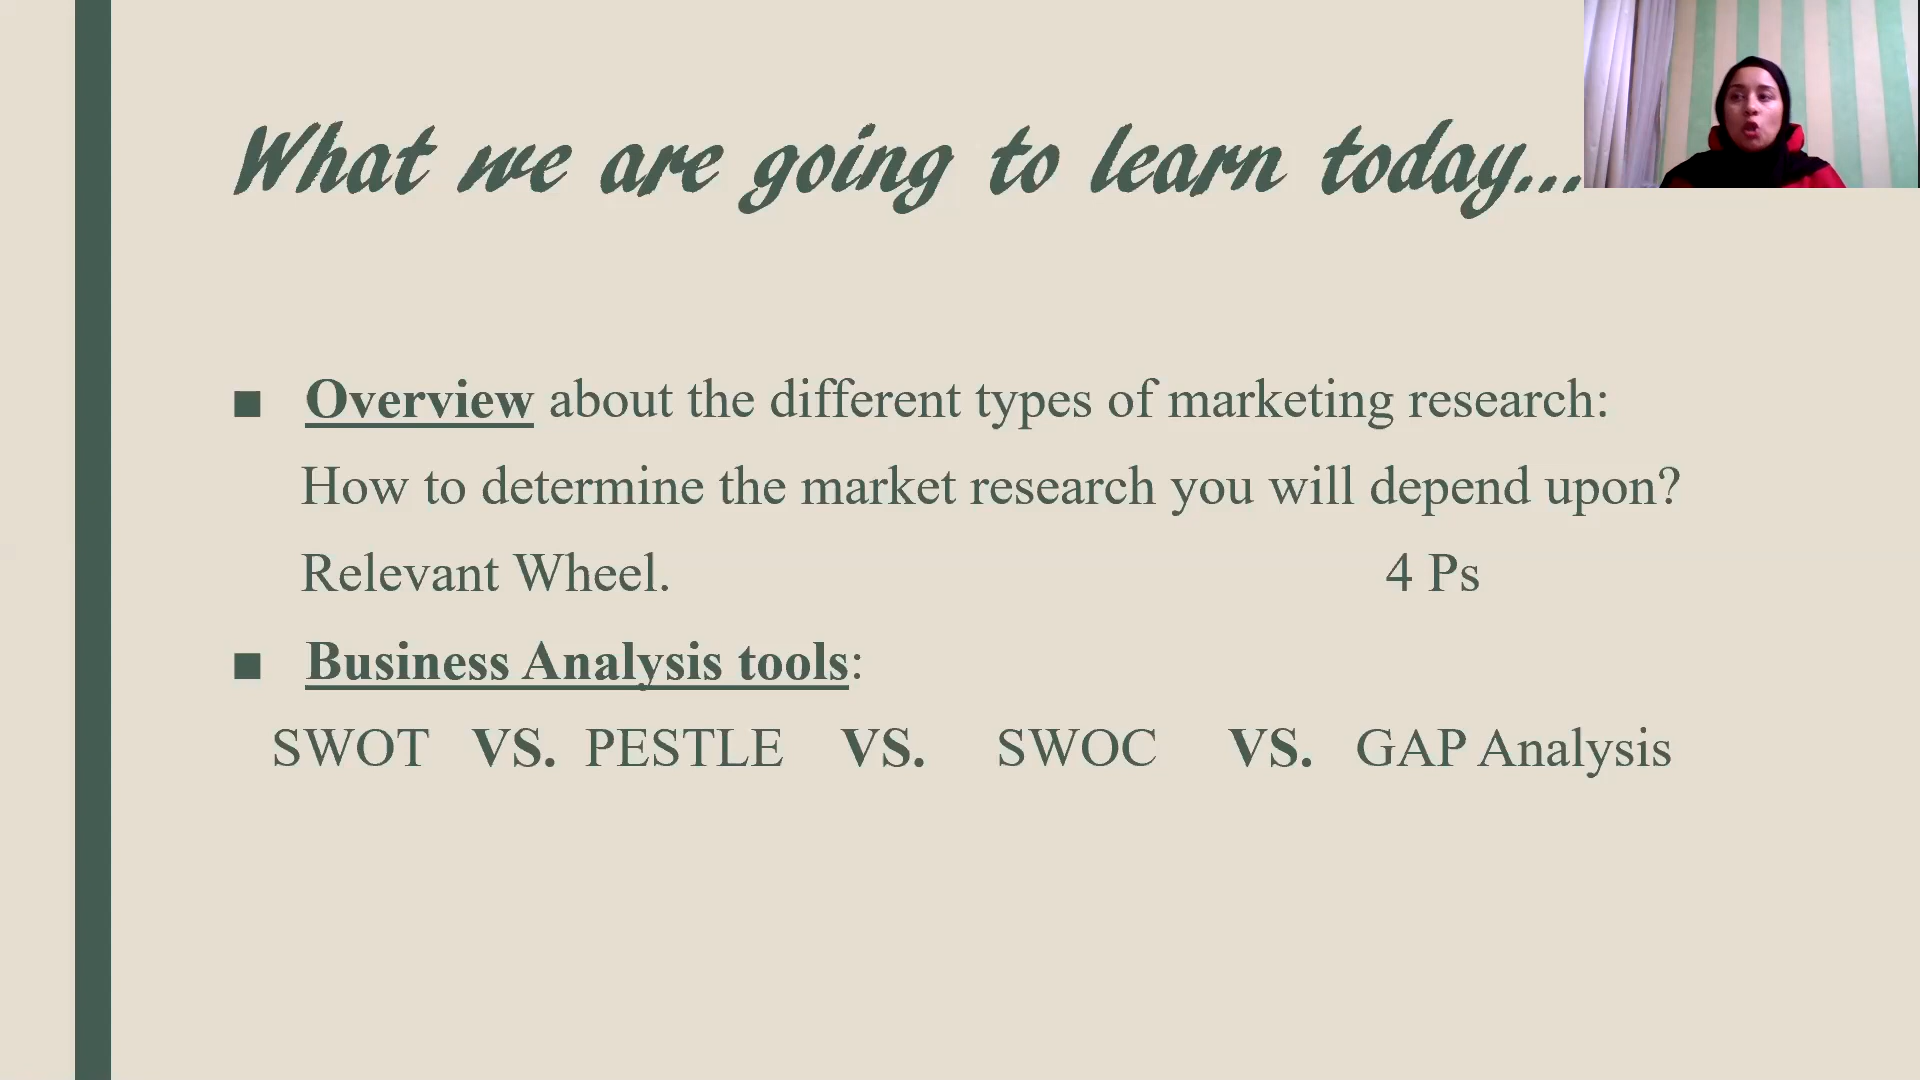 What we are going to learn today...
■ Overview about the different types of marketing research:
How to determine the market research you will depend upon?
Relevant Wheel. 4 Ps
■ Business Analysis tools:
SWOT VS. PESTLE VS. SWOC VS. GAP Analysis